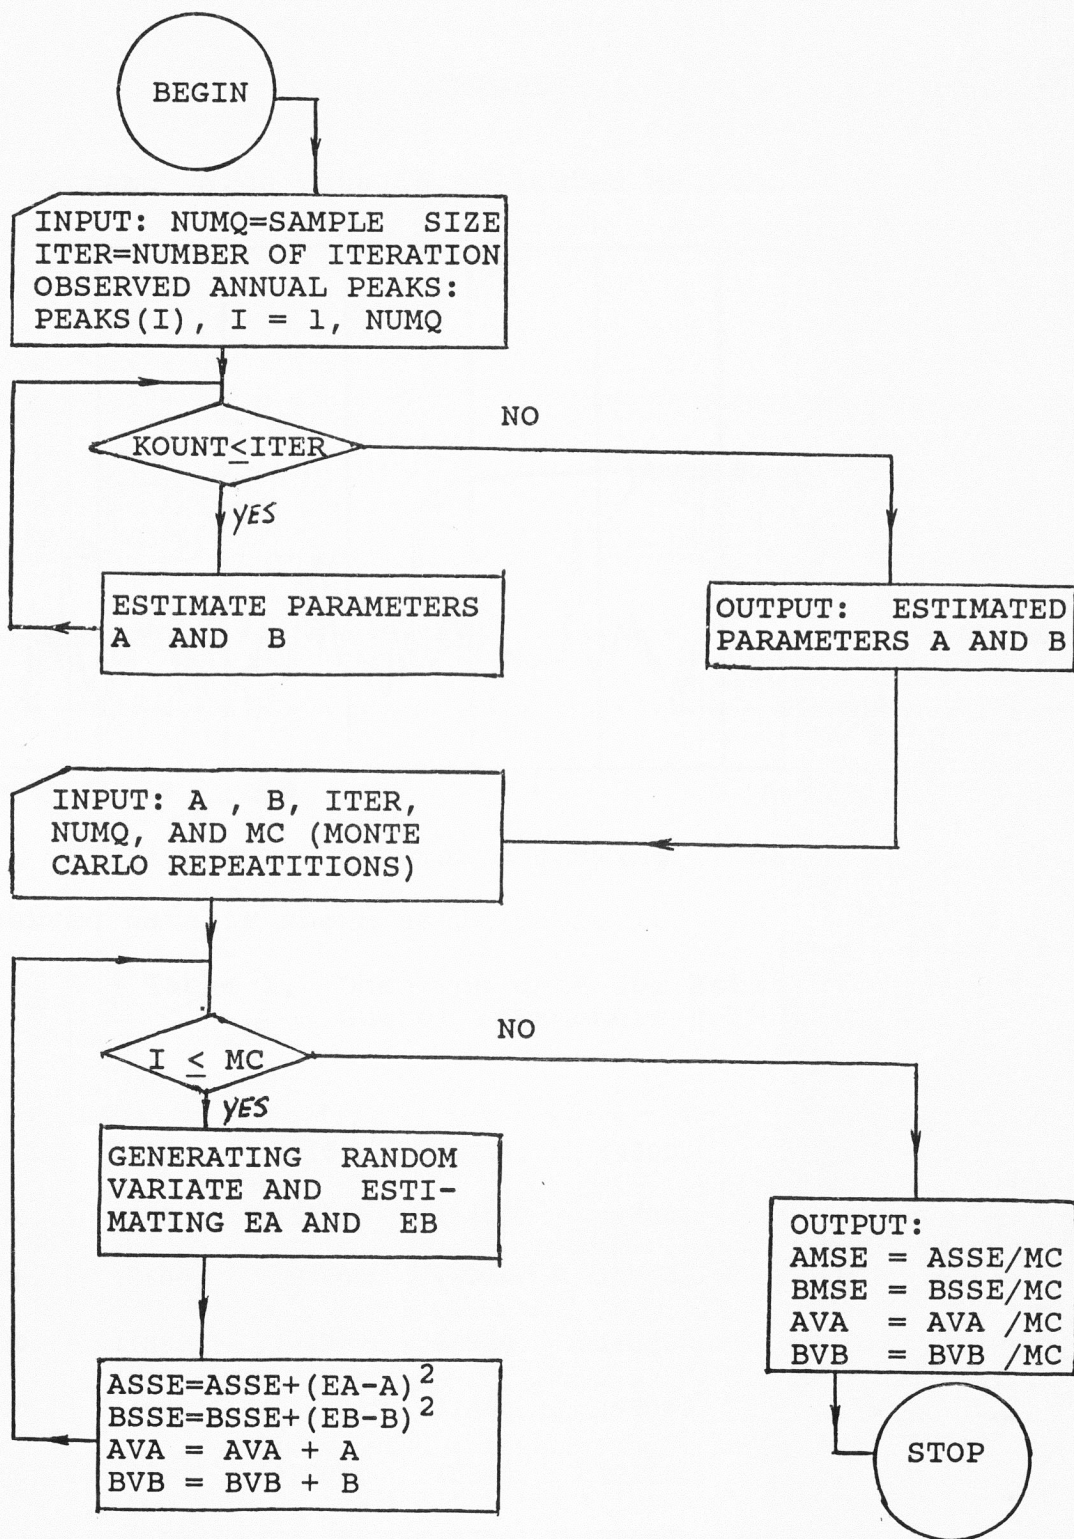 BEGIN
INPUT: NUMQ=SAMPLE SIZE
ITER=NUMBER OF ITERATION
OBSERVED ANNUAL PEAKS:
PEAKS(I), I = 1, NUMQ
KOUNT≤ITER
NO
YES
ESTIMATE PARAMETERS
A AND B
OUTPUT: ESTIMATED
PARAMETERS A AND B
INPUT: A , B, ITER,
NUMQ, AND MC (MONTE
CARLO REPEATITIONS)
I ≤ MC
NO
YES
GENERATING RANDOM
VARIATE AND ESTI-
MATING EA AND EB
ASSE=ASSE+(EA-A)²
BSSE=BSSE+(EB-B)²
AVA = AVA + A
BVB = BVB + B
OUTPUT:
AMSE = ASSE/MC
BMSE = BSSE/MC
AVA = AVA /MC
BVB = BVB /MC
STOP